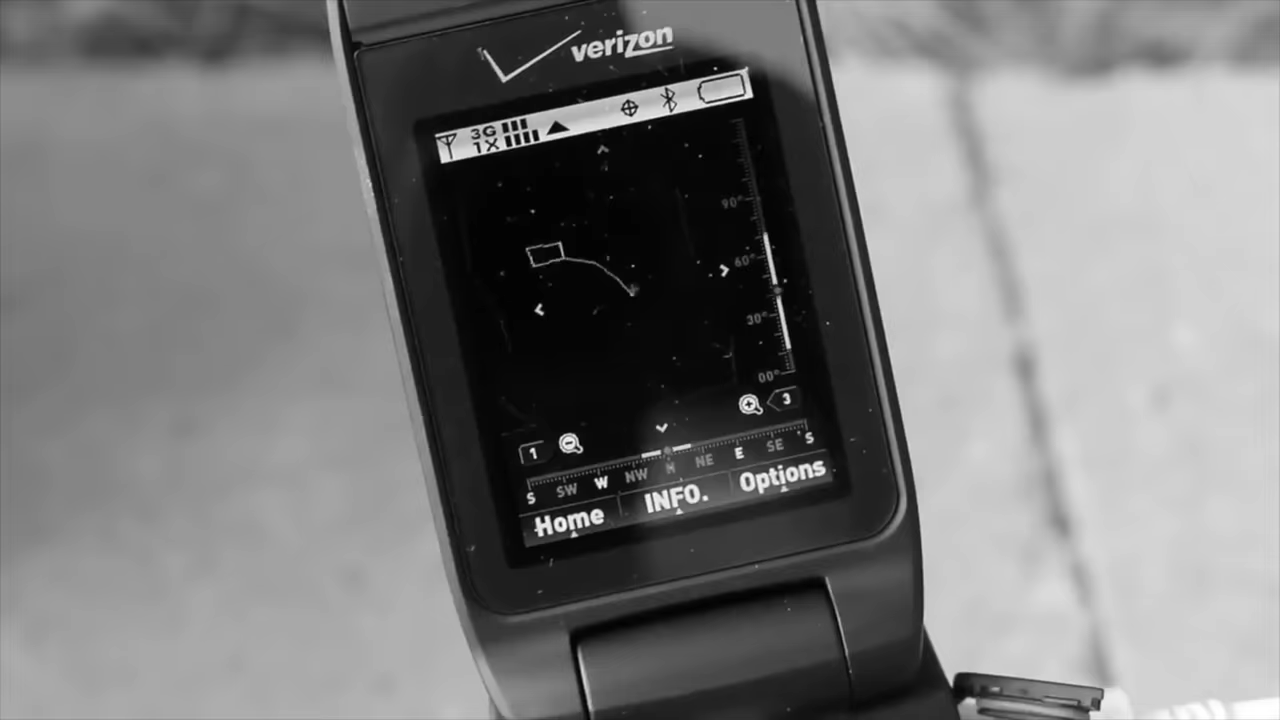 verizon
3G
1X
90°
60°
30°
00°
3
1
S SW W NW N NE E SE S
Home INFO. Options